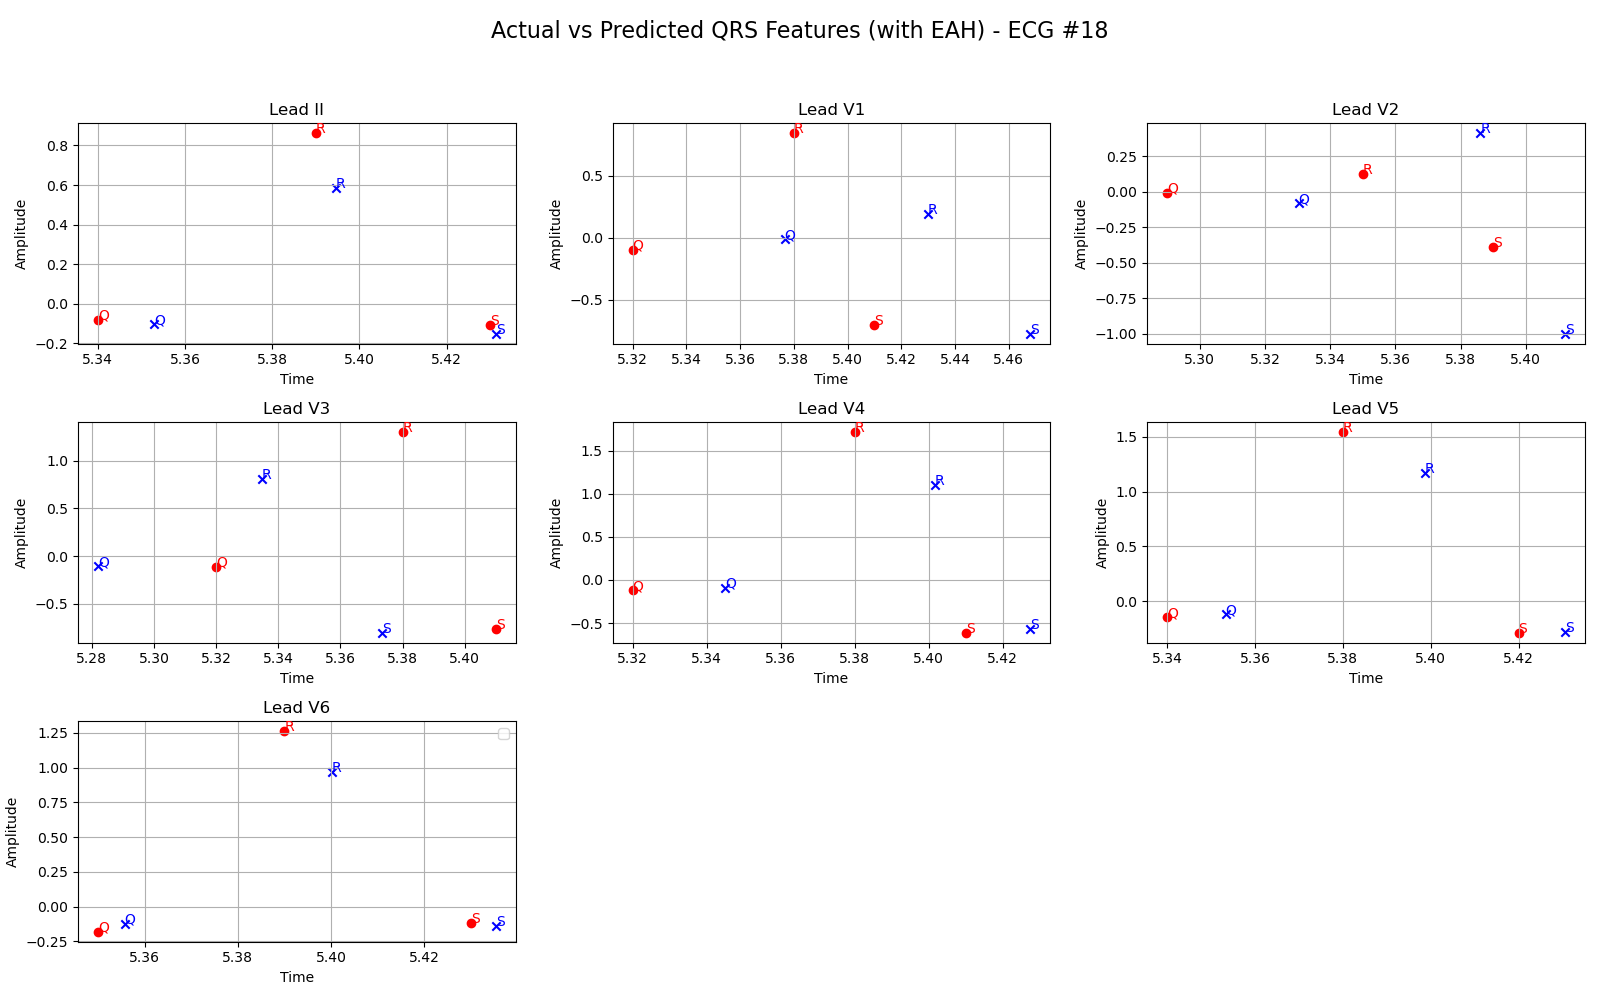 Actual vs Predicted QRS Features (with EAH) - ECG #18
Lead II
Amplitude
0.8
0.6
0.4
0.2
0.0
−0.2
R
R
Q
Q
S
S
5.34 5.36 5.38 5.40 5.42
Time
Lead V1
Amplitude
0.5
0.0
−0.5
R
R
Q
Q
S
S
5.32 5.34 5.36 5.38 5.40 5.42 5.44 5.46
Time
Lead V2
Amplitude
0.25
0.00
−0.25
−0.50
−0.75
−1.00
R
R
Q
Q
S
S
5.30 5.32 5.34 5.36 5.38 5.40
Time
Lead V3
Amplitude
1.0
0.5
0.0
−0.5
R
R
Q
Q
S
S
5.28 5.30 5.32 5.34 5.36 5.38 5.40
Time
Lead V4
Amplitude
1.5
1.0
0.5
0.0
−0.5
R
R
Q
Q
S
S
5.32 5.34 5.36 5.38 5.40 5.42
Time
Lead V5
Amplitude
1.5
1.0
0.5
0.0
R
R
Q
Q
S
S
5.34 5.36 5.38 5.40 5.42
Time
Lead V6
Amplitude
1.25
1.00
0.75
0.50
0.25
0.00
−0.25
R
R
Q
Q
S
S
5.36 5.38 5.40 5.42
Time